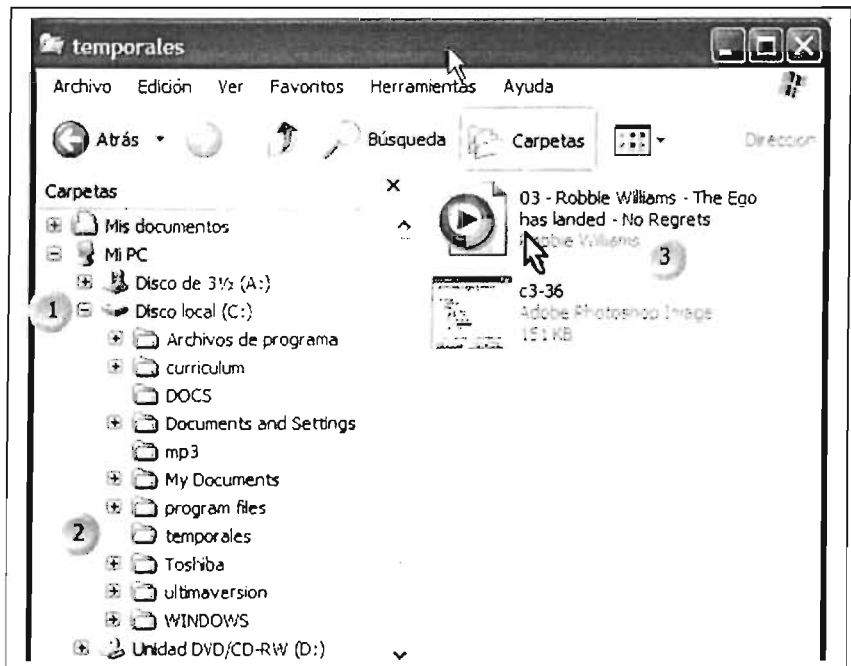 temporales
Archivo Edición Ver Favoritos Herramientas Ayuda
Atrás Búsqueda Carpetas Direccion
Carpetas
Mis documentos
Mi PC
Disco de 3½ (A:)
1 Disco local (C:)
Archivos de programa
curriculum
DOCS
Documents and Settings
mp3
My Documents
program files
2 temporales
Toshiba
ultimaversion
WINDOWS
Unidad DVD/CD-RW (D:)
03 - Robbie Williams - The Ego
has landed - No Regrets
Robbie Williams
3
c3-36
Adobe Photoshop Image
151 KB